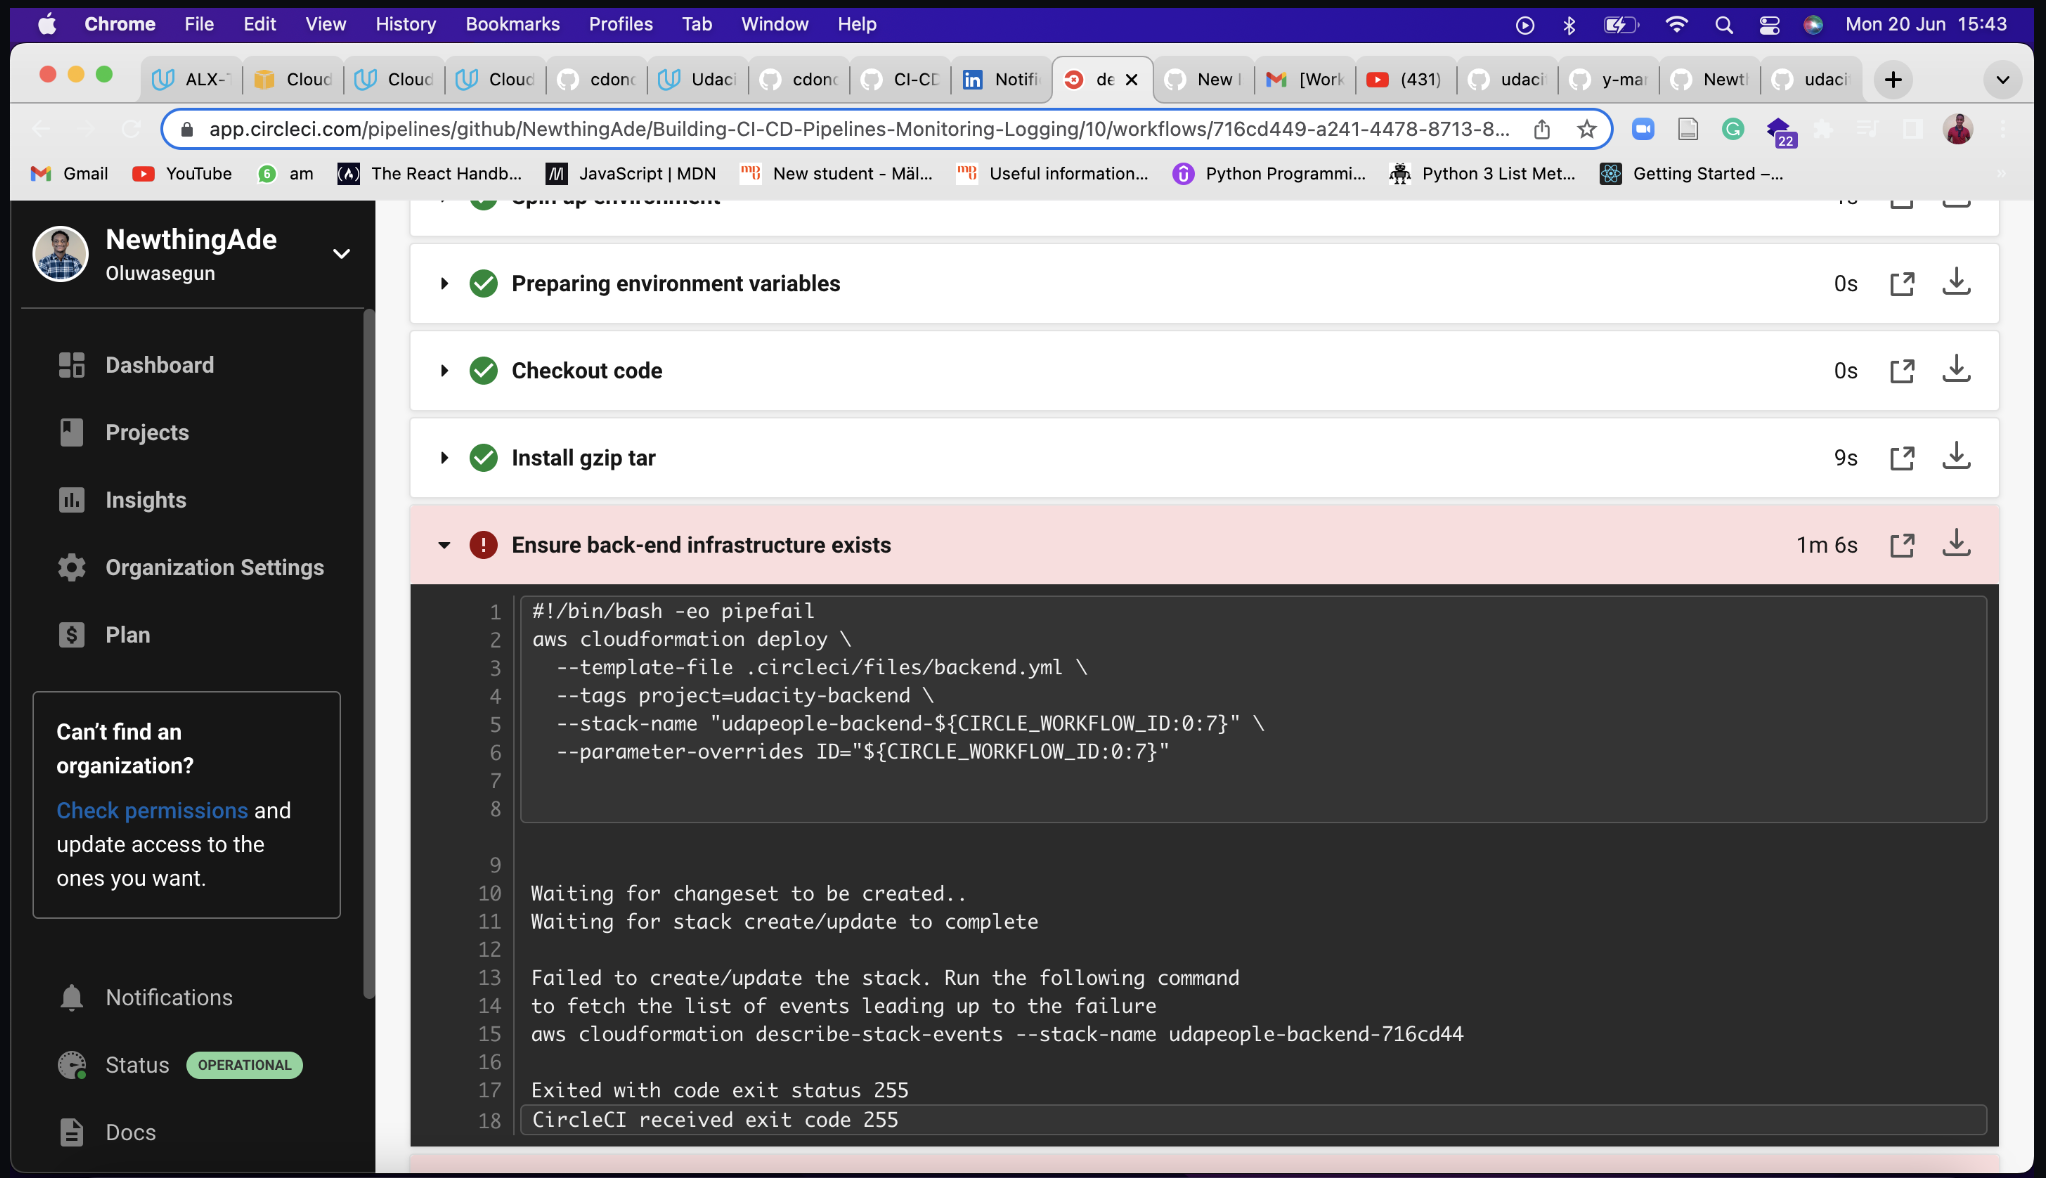 Chrome File Edit View History Bookmarks Profiles Tab Window Help Mon 20 Jun 15:43
ALX- Cloud Cloud Cloud cdon Udaci cdon CI-CD Notifi de New [Work (431) udaci y-mar Newt udaci
app.circleci.com/pipelines/github/NewthingAde/Building-CI-CD-Pipelines-Monitoring-Logging/10/workflows/716cd449-a241-4478-8713-8...
22
Gmail YouTube am The React Handb... JavaScript | MDN New student - Mäl... Useful information... Python Programmi... Python 3 List Met... Getting Started –...
NewthingAde
Oluwasegun
Dashboard
Projects
Insights
Organization Settings
Plan
Can't find an
organization?
Check permissions and
update access to the
ones you want.
Notifications
Status OPERATIONAL
Docs
Spin up environment 1s
Preparing environment variables 0s
Checkout code 0s
Install gzip tar 9s
Ensure back-end infrastructure exists 1m 6s
1 #!/bin/bash -eo pipefail
2 aws cloudformation deploy \
3 --template-file .circleci/files/backend.yml \
4 --tags project=udacity-backend \
5 --stack-name "udapeople-backend-${CIRCLE_WORKFLOW_ID:0:7}" \
6 --parameter-overrides ID="${CIRCLE_WORKFLOW_ID:0:7}"
7
8
9
10 Waiting for changeset to be created..
11 Waiting for stack create/update to complete
12
13 Failed to create/update the stack. Run the following command
14 to fetch the list of events leading up to the failure
15 aws cloudformation describe-stack-events --stack-name udapeople-backend-716cd44
16
17 Exited with code exit status 255
18 CircleCI received exit code 255